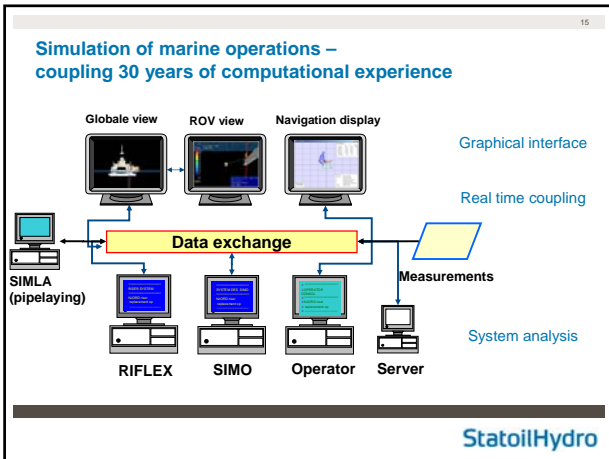 15
Simulation of marine operations –
coupling 30 years of computational experience
Globale view
ROV view
Navigation display
Graphical interface
Real time coupling
Data exchange
SIMLA
(pipelaying)
Measurements
System analysis
RIFLEX
SIMO
Operator
Server
StatoilHydro